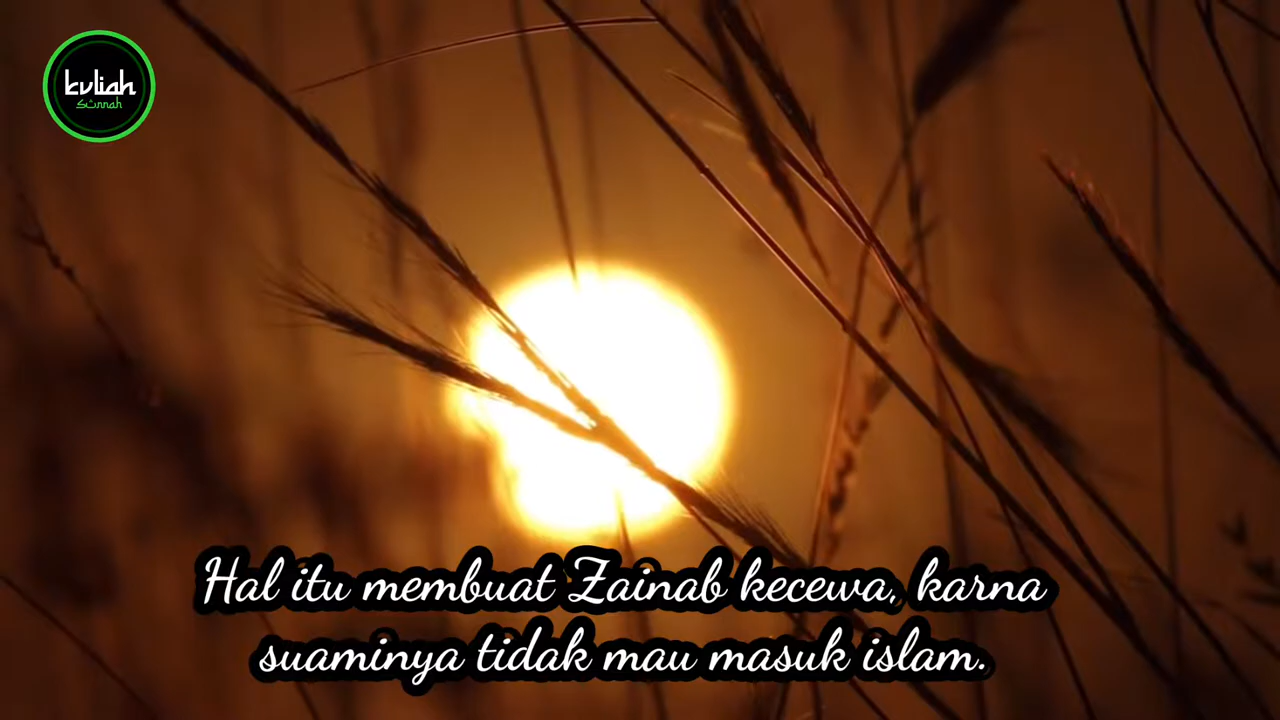 kuliah
sunnah
Hal itu membuat Zainab kecewa, karna
suaminya tidak mau masuk islam.